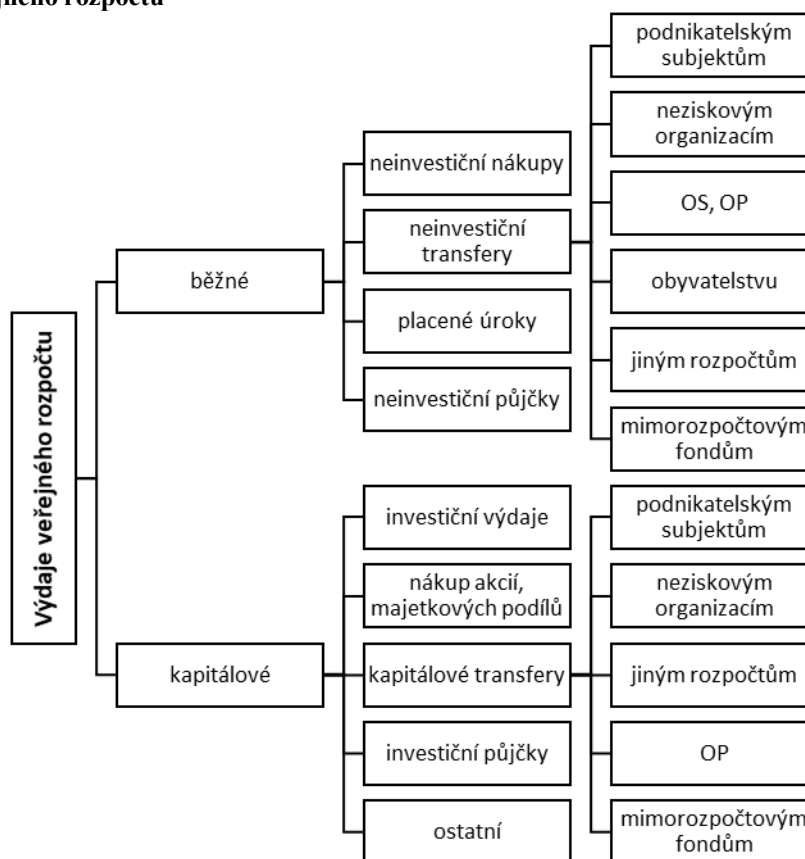 rozpočtu
Výdaje veřejného rozpočtu
běžné
neinvestiční nákupy
neinvestiční
transfery
podnikatelským
subjektům
neziskovým
organizacím
OS, OP
obyvatelstvu
jiným rozpočtům
mimorozpočtovým
fondům
placené úroky
neinvestiční půjčky
kapitálové
investiční výdaje
nákup akcií,
majetkových podílů
kapitálové transfery
podnikatelským
subjektům
neziskovým
organizacím
jiným rozpočtům
OP
mimorozpočtovým
fondům
investiční půjčky
ostatní